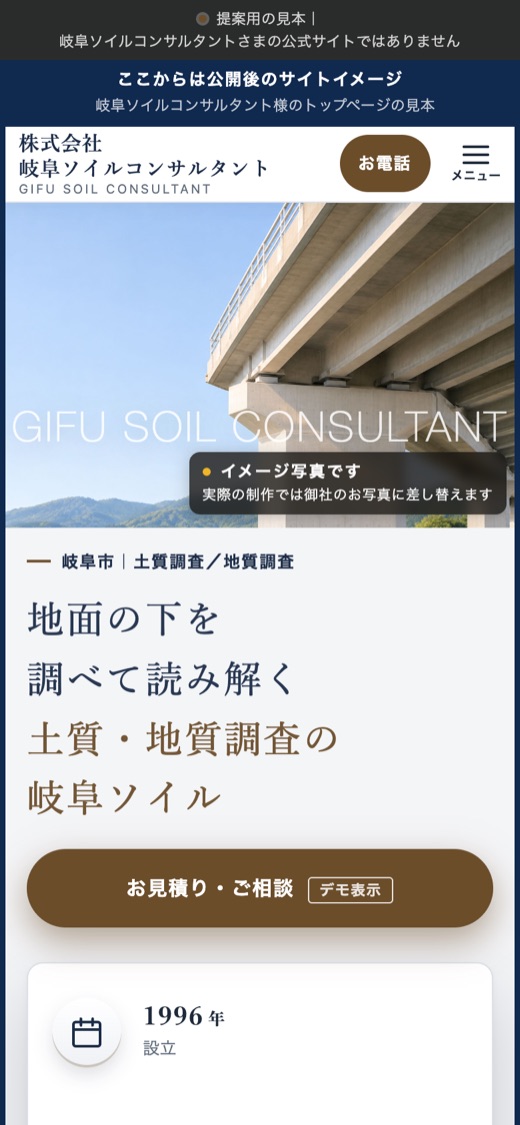 提案用の見本｜
岐阜ソイルコンサルタントさまの公式サイトではありません
ここからは公開後のサイトイメージ
岐阜ソイルコンサルタント様のトップページの見本
株式会社
岐阜ソイルコンサルタント
GIFU SOIL CONSULTANT
お電話
メニュー
GIFU SOIL CONSULTANT
イメージ写真です
実際の制作では御社のお写真に差し替えます
岐阜市｜土質調査／地質調査
地面の下を
調べて読み解く
土質・地質調査の
岐阜ソイル
お見積り・ご相談 デモ表示
1996 年
設立